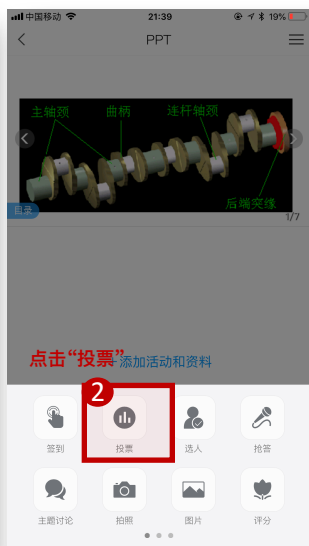 中国移动 21:39 19%
PPT
主轴颈 曲柄 连杆轴颈
后端突缘
目录 1/7
点击“投票”
+添加活动和资料
2
签到 投票 选人 抢答
主题讨论 拍照 图片 评分